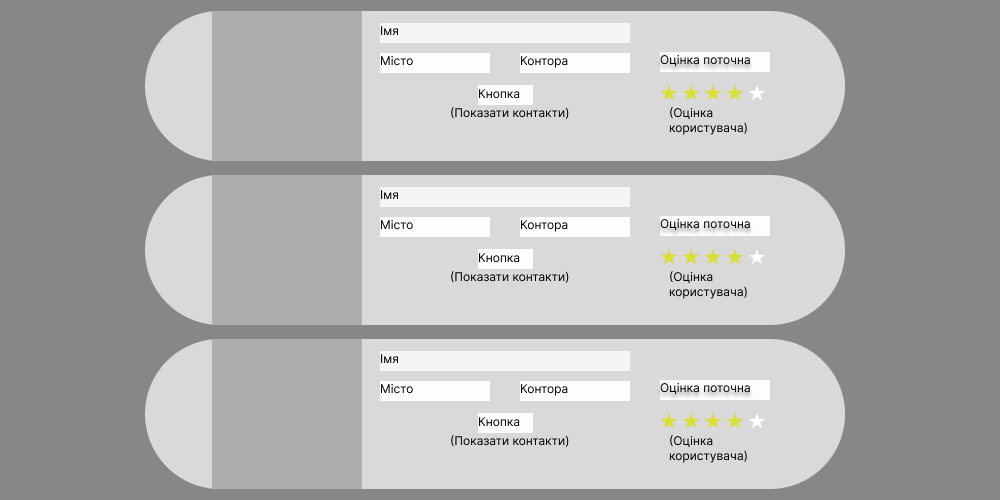 Імя
Місто
Контора
Оцінка поточна
Кнопка
(Показати контакти)
(Оцінка
користувача)
Імя
Місто
Контора
Оцінка поточна
Кнопка
(Показати контакти)
(Оцінка
користувача)
Імя
Місто
Контора
Оцінка поточна
Кнопка
(Показати контакти)
(Оцінка
користувача)